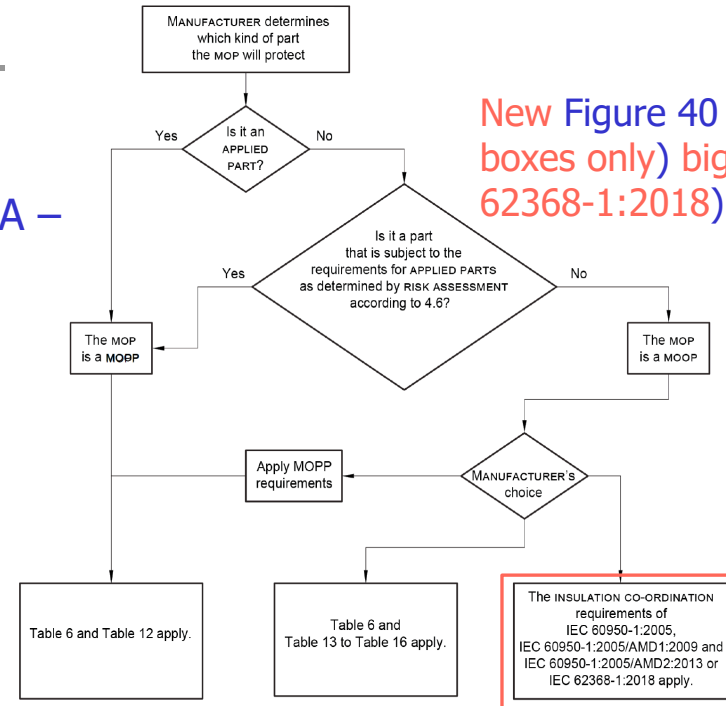 MANUFACTURER determines
which kind of part
the MOP will protect
New Figure 40
boxes only) big
62368-1:2018)
A –
Yes
Is it an
APPLIED
PART?
No
Is it a part
that is subject to the
requirements for APPLIED PARTS
as determined by RISK ASSESSMENT
according to 4.6?
Yes
No
The MOP
is a MOPP
The MOP
is a MOOP
Apply MOPP
requirements
MANUFACTURER'S
choice
Table 6 and Table 12 apply.
Table 6 and
Table 13 to Table 16 apply.
The INSULATION CO-ORDINATION
requirements of
IEC 60950-1:2005,
IEC 60950-1:2005/AMD1:2009 and
IEC 60950-1:2005/AMD2:2013 or
IEC 62368-1:2018 apply.